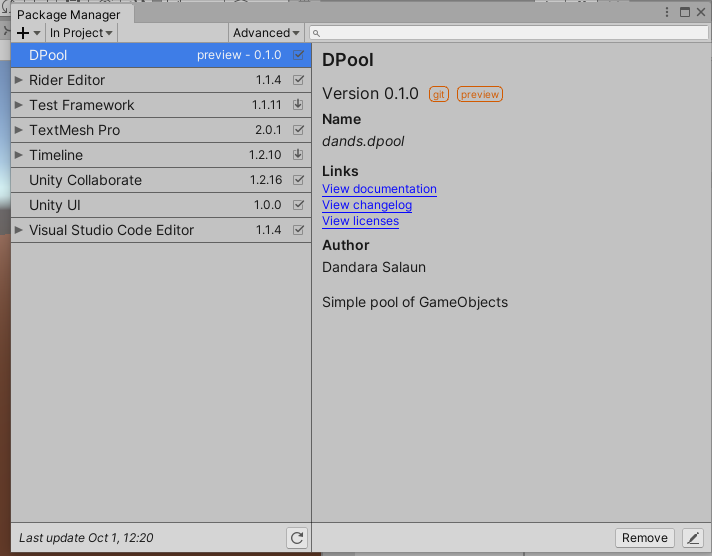 Package Manager
In Project
Advanced
DPool preview - 0.1.0
Rider Editor 1.1.4
Test Framework 1.1.11
TextMesh Pro 2.0.1
Timeline 1.2.10
Unity Collaborate 1.2.16
Unity UI 1.0.0
Visual Studio Code Editor 1.1.4
Last update Oct 1, 12:20
DPool
Version 0.1.0 git preview
Name
dands.dpool
Links
View documentation
View changelog
View licenses
Author
Dandara Salaun
Simple pool of GameObjects
Remove